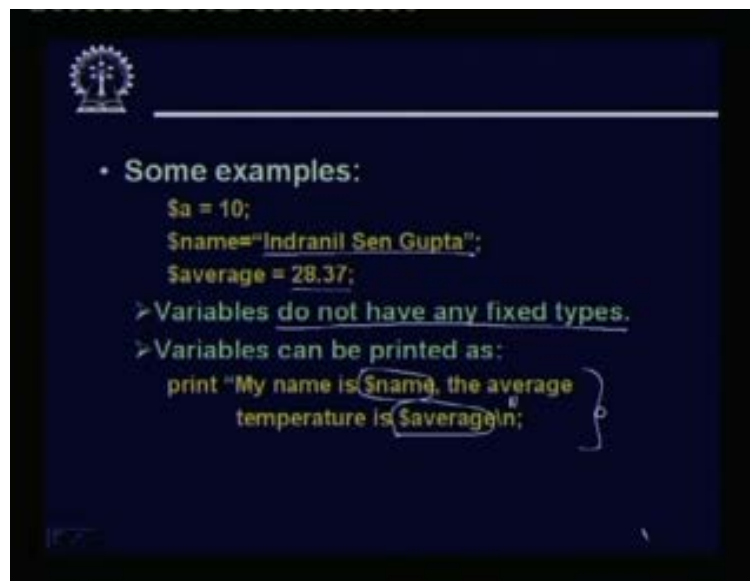 • Some examples:
$a = 10;
$name="Indranil Sen Gupta";
$average = 28.37;
➢Variables do not have any fixed types.
➢Variables can be printed as:
print "My name is $name, the average
temperature is $average\n";